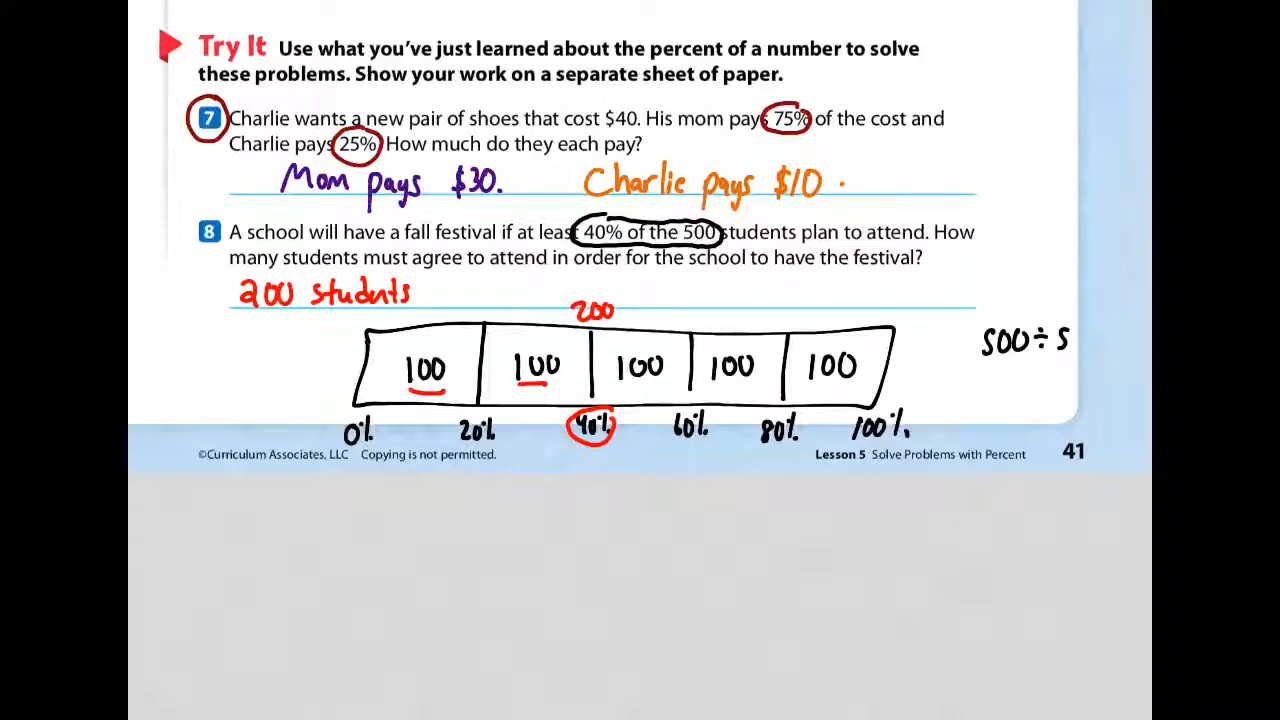 Try It Use what you've just learned about the percent of a number to solve
these problems. Show your work on a separate sheet of paper.
7 Charlie wants a new pair of shoes that cost $40. His mom pays 75% of the cost and
Charlie pays 25% How much do they each pay?
Mom pays $30. Charlie pays $10.
8 A school will have a fall festival if at least 40% of the 500 students plan to attend. How
many students must agree to attend in order for the school to have the festival?
200 students
200
500 ÷ 5
100 100 100 100 100
0% 20% 40% 60% 80% 100%
©Curriculum Associates, LLC Copying is not permitted. Lesson 5 Solve Problems with Percent 41